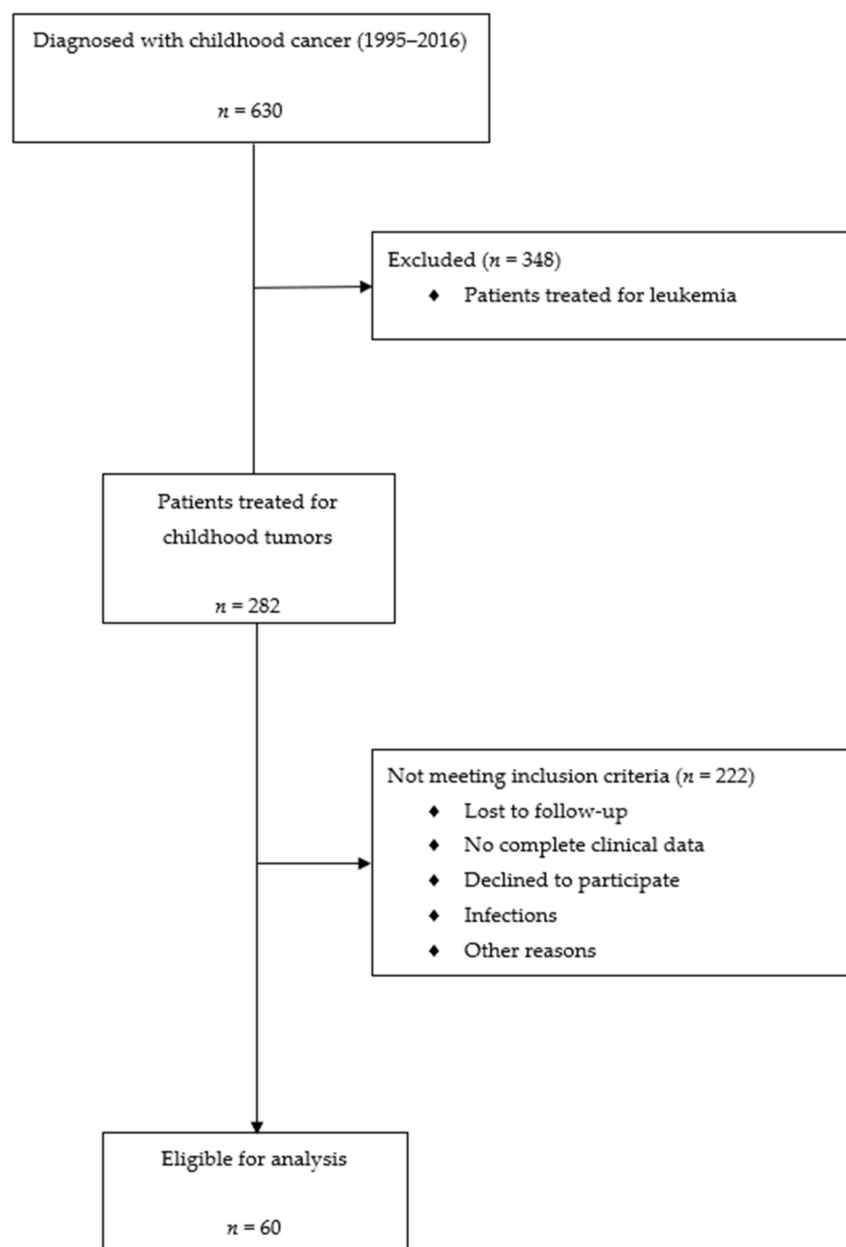 Diagnosed with childhood cancer (1995–2016)
n = 630
Excluded (n = 348)
♦ Patients treated for leukemia
Patients treated for
childhood tumors
n = 282
Not meeting inclusion criteria (n = 222)
♦ Lost to follow-up
♦ No complete clinical data
♦ Declined to participate
♦ Infections
♦ Other reasons
Eligible for analysis
n = 60